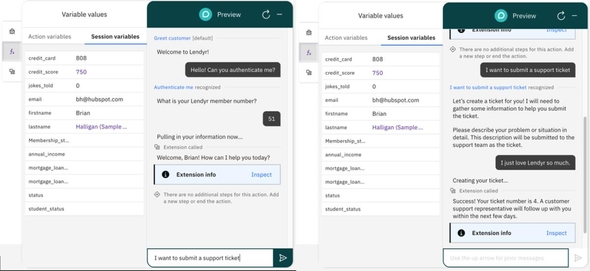 Variable values
Action variables
Session variables
credit_card 808
credit_score 750
jokes_told 0
email bh@hubspot.com
firstname Brian
lastname Halligan (Sample...
Membership_st...
annual_income
mortgage_loan...
mortgage_loan...
status
student_status
Preview
Greet customer [default]
Welcome to Lendyr!
Hello! Can you authenticate me?
Authenticate me recognized
What is your Lendyr member number?
51
Pulling in your information now...
Extension called
Welcome, Brian! How can I help you today?
Extension info Inspect
There are no additional steps for this action. Add
a new step or end the action.
I want to submit a support ticket
Variable values
Action variables
Session variables
credit_card 808
credit_score 750
jokes_told 0
email bh@hubspot.com
firstname Brian
lastname Halligan (Sample...
Membership_st...
annual_income
mortgage_loan...
mortgage_loan...
status
student_status
Preview
Extension info Inspect
There are no additional steps for this action. Add
a new step or end the action.
I want to submit a support ticket
I want to submit a support ticket recognized
Let's create a ticket for you! I will need to
gather some information to help you submit
the ticket.
Please describe your problem or situation in
detail. This description will be submitted to the
support team as the ticket.
I just love Lendyr so much.
Creating your ticket...
Extension called
Success! Your ticket number is 4. A customer
support representative will follow up with you
within the next few days.
Extension info Inspect
Use the up arrow for prior messages